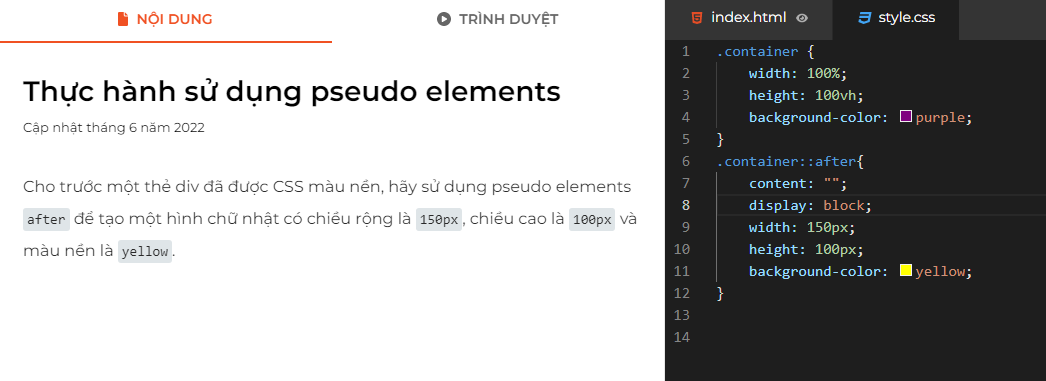 NỘI DUNG
TRÌNH DUYỆT
Thực hành sử dụng pseudo elements
Cập nhật tháng 6 năm 2022
Cho trước một thẻ div đã được CSS màu nền, hãy sử dụng pseudo elements
after để tạo một hình chữ nhật có chiều rộng là 150px, chiều cao là 100px và
màu nền là yellow.
index.html
style.css
1 .container {
2     width: 100%;
3     height: 100vh;
4     background-color: purple;
5 }
6 .container::after{
7     content: "";
8     display: block;
9     width: 150px;
10     height: 100px;
11     background-color: yellow;
12 }
13
14